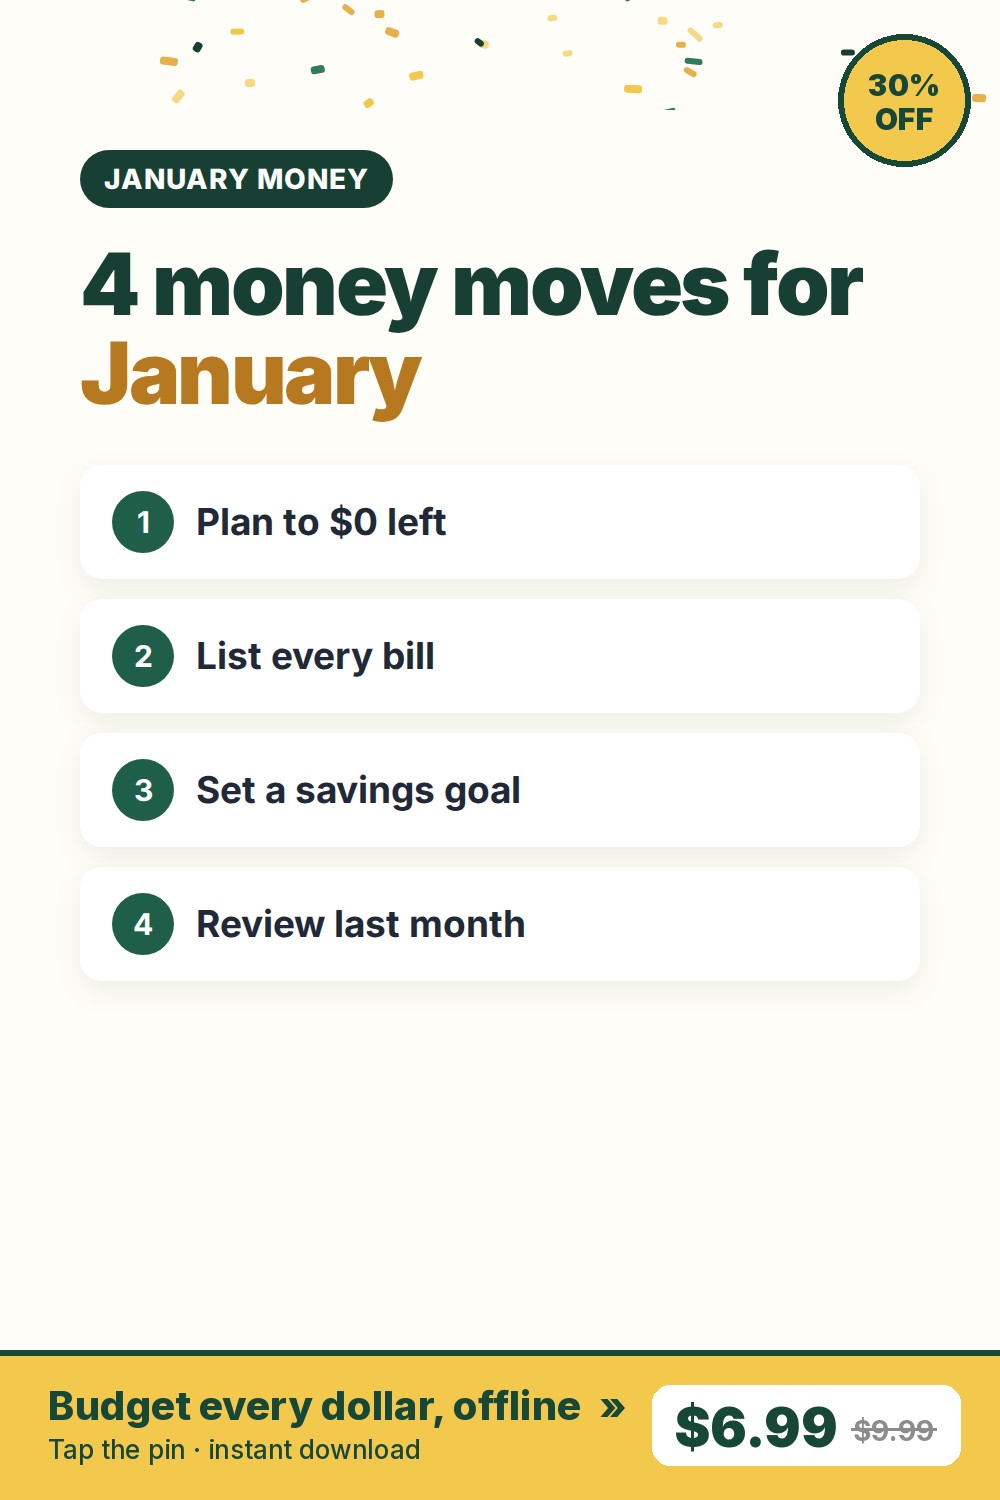 30%
OFF
JANUARY MONEY
4 money moves for
January
1 Plan to $0 left
2 List every bill
3 Set a savings goal
4 Review last month
Budget every dollar, offline »
Tap the pin · instant download
$6.99 $9.99